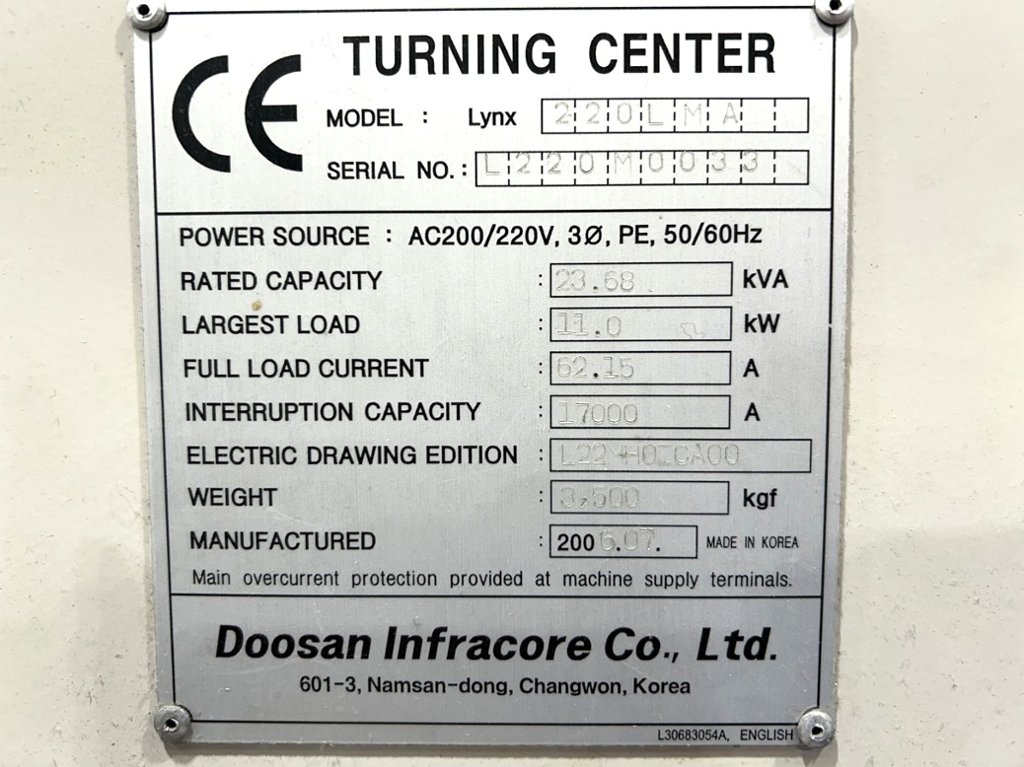 CE TURNING CENTER
MODEL : Lynx 220LMA
SERIAL NO.: L220M0033
POWER SOURCE : AC200/220V, 3Ø, PE, 50/60Hz
RATED CAPACITY : 23.68 kVA
LARGEST LOAD : 11.0 kW
FULL LOAD CURRENT : 62.15 A
INTERRUPTION CAPACITY : 17000 A
ELECTRIC DRAWING EDITION :
WEIGHT : 3,500 kgf
MANUFACTURED : 2006.07. MADE IN KOREA
Main overcurrent protection provided at machine supply terminals.
Doosan Infracore Co., Ltd.
601-3, Namsan-dong, Changwon, Korea
L30683054A, ENGLISH